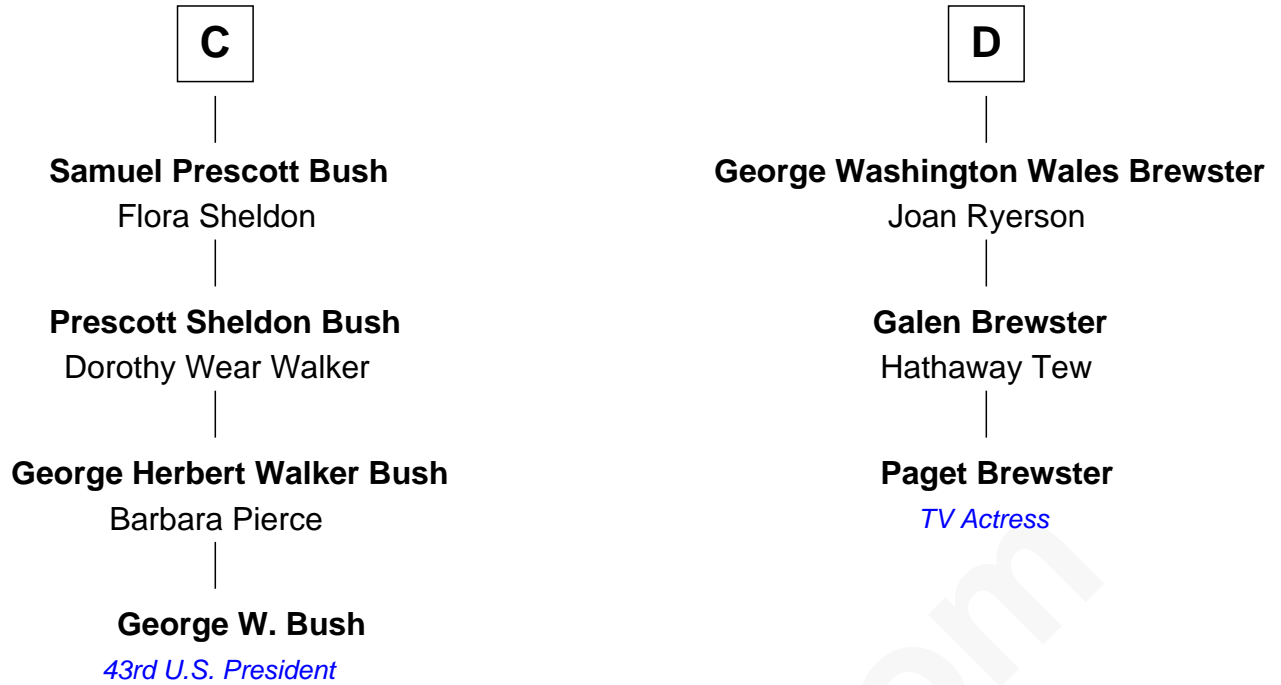 C
D
Samuel Prescott Bush
Flora Sheldon
George Washington Wales Brewster
Joan Ryerson
Prescott Sheldon Bush
Dorothy Wear Walker
Galen Brewster
Hathaway Tew
George Herbert Walker Bush
Barbara Pierce
Paget Brewster
TV Actress
George W. Bush
43rd U.S. President
om